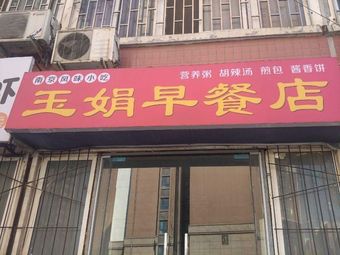 南京风味小吃
营养粥 胡辣汤 煎包 酱香饼
玉娟早餐店